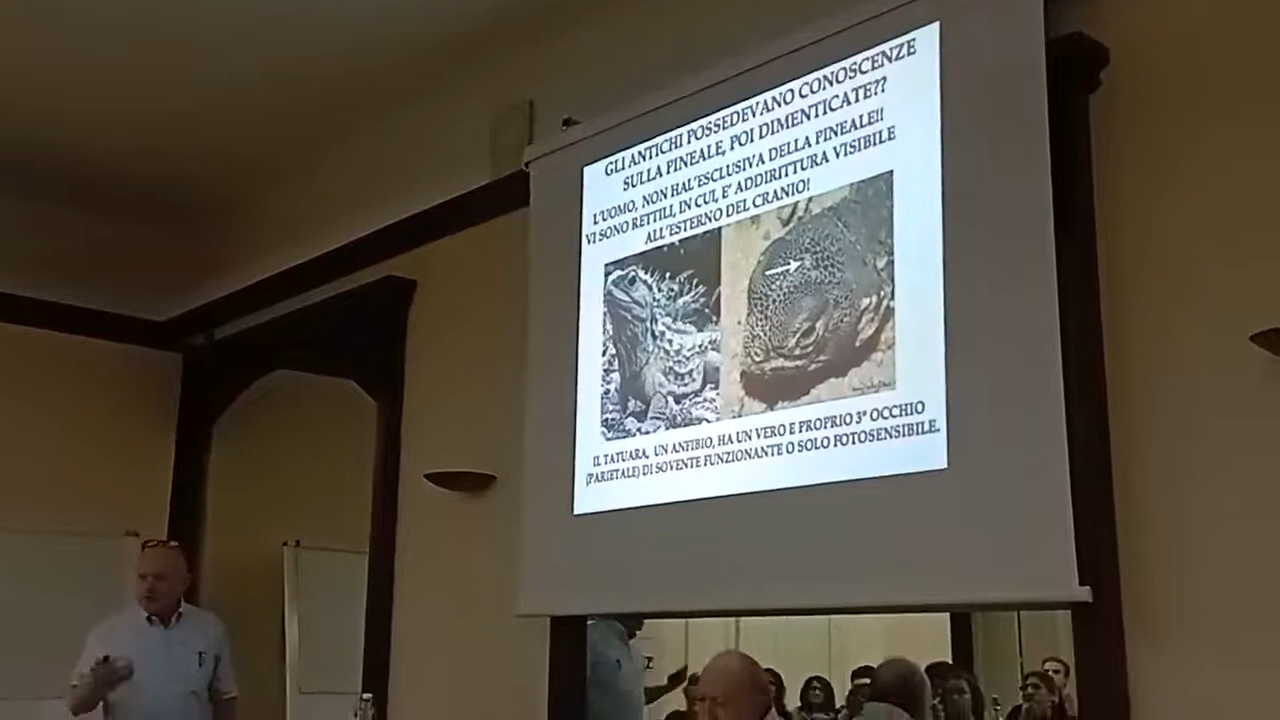 GLI ANTICHI POSSEDEVANO CONOSCENZE
SULLA PINEALE, POI DIMENTICATE??
L'UOMO, NON HAL'ESCLUSIVA DELLA PINEALE!!
VI SONO RETTILI, IN CUI, E' ADDIRITTURA VISIBILE
ALL'ESTERNO DEL CRANIO!
IL TATUARA, UN ANFIBIO, HA UN VERO E PROPRIO 3° OCCHIO
(PARIETALE) DI SOVENTE FUNZIONANTE O SOLO FOTOSENSIBILE.